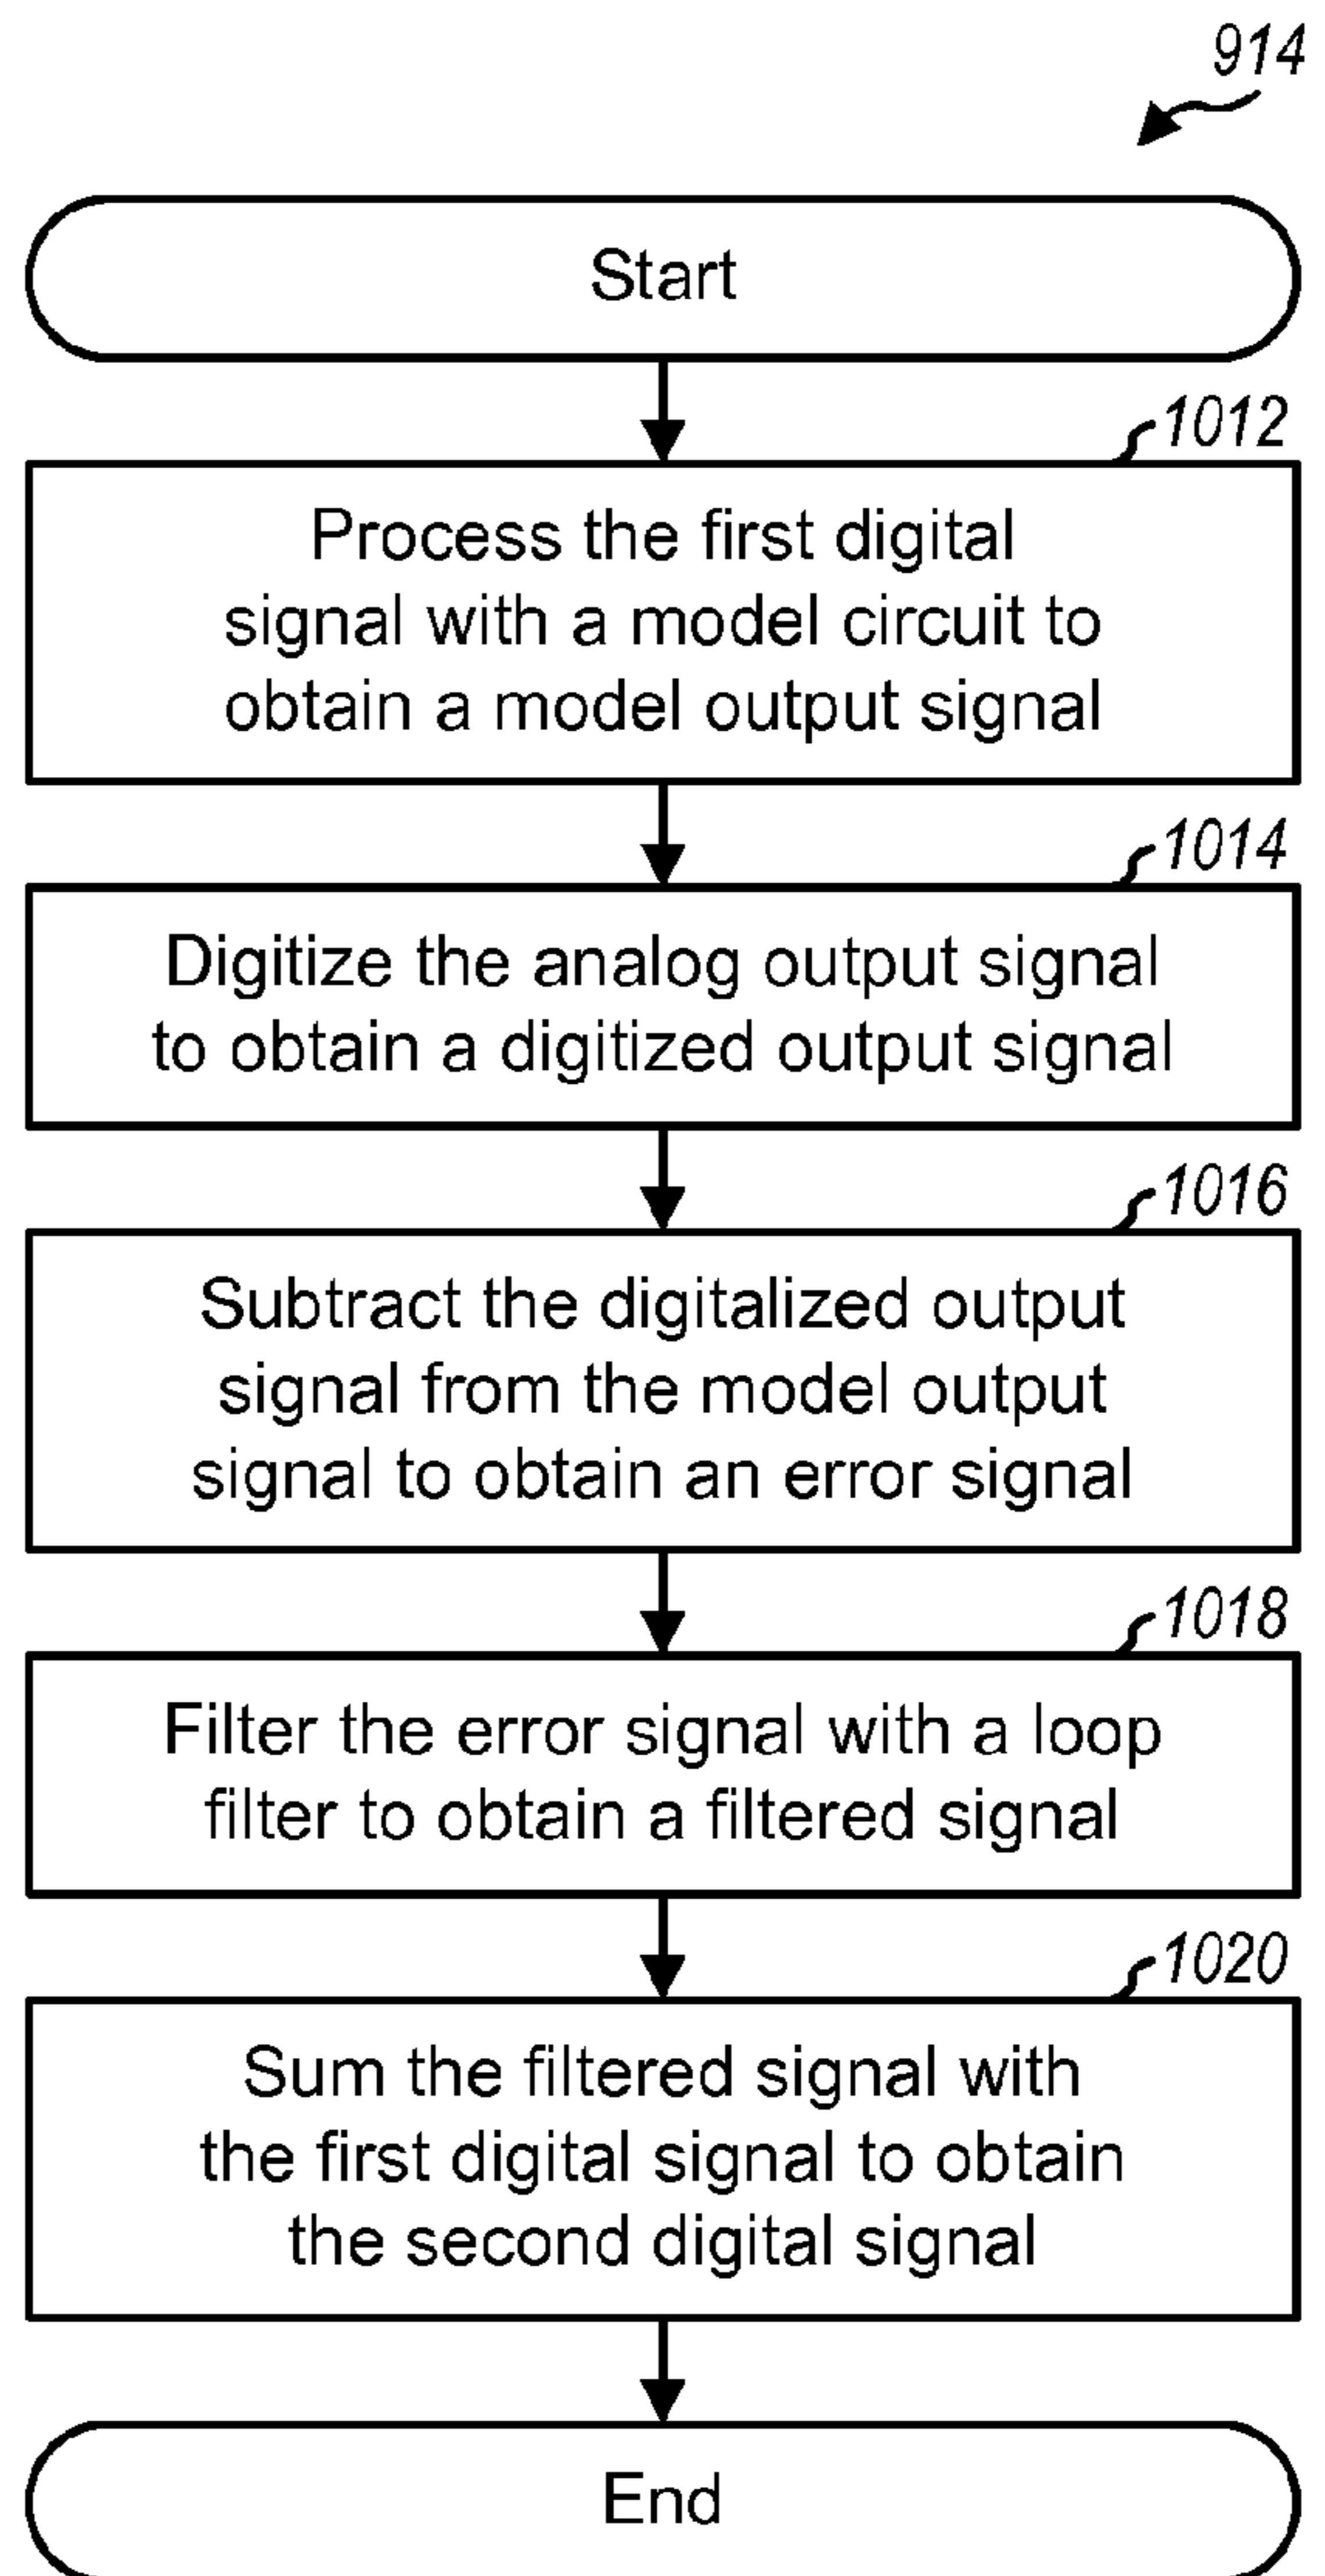 914
Start
1012
Process the first digital
signal with a model circuit to
obtain a model output signal
1014
Digitize the analog output signal
to obtain a digitized output signal
1016
Subtract the digitalized output
signal from the model output
signal to obtain an error signal
1018
Filter the error signal with a loop
filter to obtain a filtered signal
1020
Sum the filtered signal with
the first digital signal to obtain
the second digital signal
End